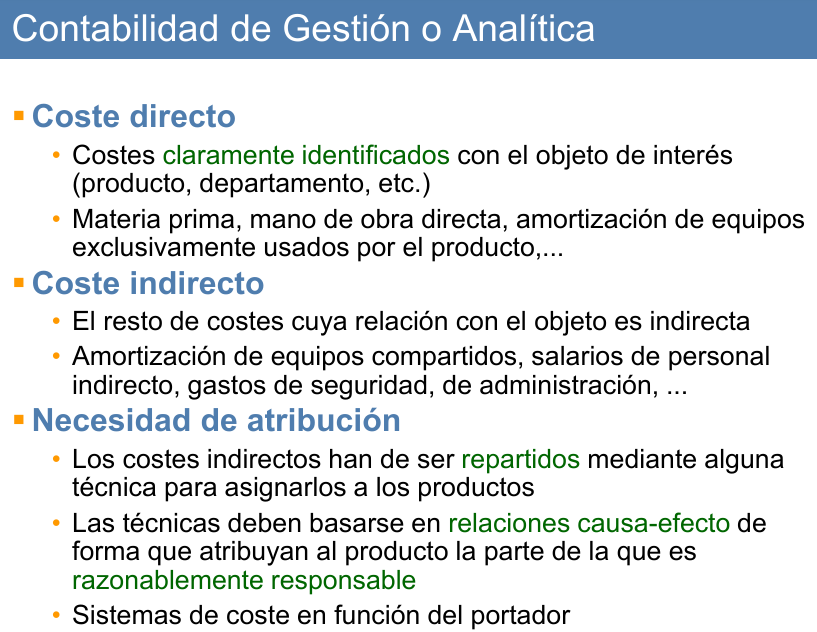 Contabilidad de Gestión o Analítica
▪ Coste directo
• Costes claramente identificados con el objeto de interés
(producto, departamento, etc.)
• Materia prima, mano de obra directa, amortización de equipos
exclusivamente usados por el producto,...
▪ Coste indirecto
• El resto de costes cuya relación con el objeto es indirecta
• Amortización de equipos compartidos, salarios de personal
indirecto, gastos de seguridad, de administración, ...
▪ Necesidad de atribución
• Los costes indirectos han de ser repartidos mediante alguna
técnica para asignarlos a los productos
• Las técnicas deben basarse en relaciones causa-efecto de
forma que atribuyan al producto la parte de la que es
razonablemente responsable
• Sistemas de coste en función del portador